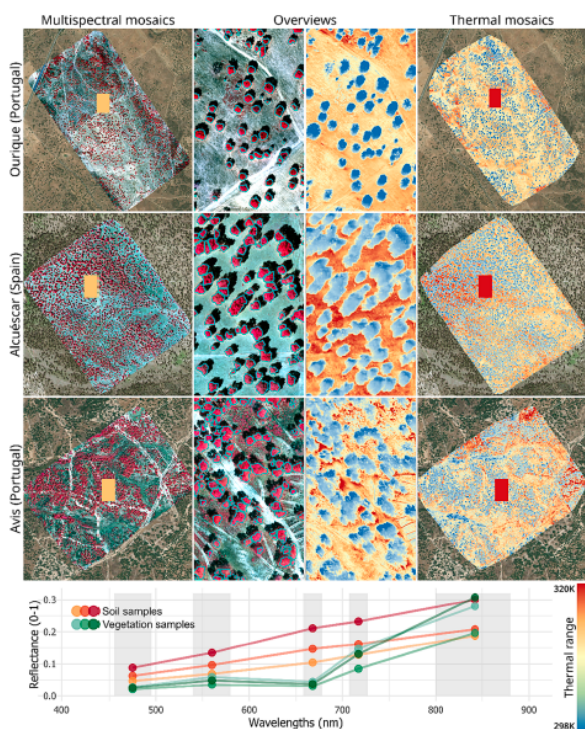 Multispectral mosaics
Overviews
Thermal mosaics
Ourique (Portugal)
Alcuéscar (Spain)
Avis (Portugal)
Reflectance (0-1)
0.3
0.2
0.1
0.0
Soil samples
Vegetation samples
400
500
600
700
800
900
Wavelengths (nm)
320K
Thermal range
298K